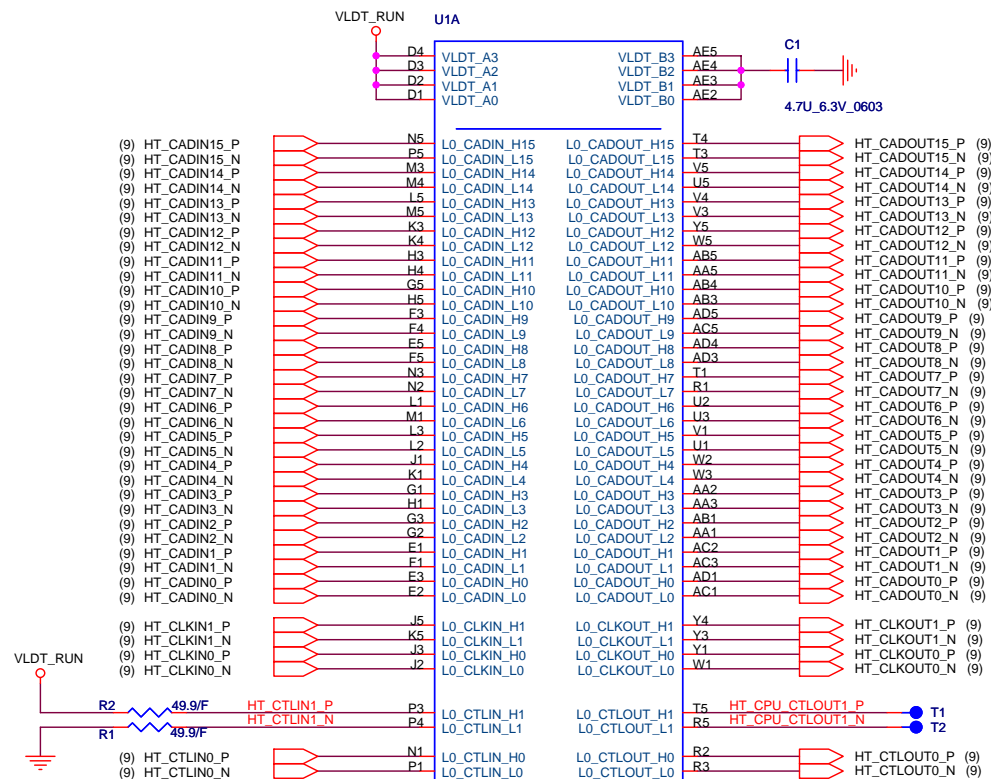 VLDT_RUN U1A
D4 VLDT_A3 VLDT_B3 AE5 C1
D3 VLDT_A2 VLDT_B2 AE4
D2 VLDT_A1 VLDT_B1 AE3
D1 VLDT_A0 VLDT_B0 AE2
4.7U_6.3V_0603
(9) HT_CADIN15_P N5 L0_CADIN_H15 L0_CADOUT_H15 T4 HT_CADOUT15_P (9)
(9) HT_CADIN15_N P5 L0_CADIN_L15 L0_CADOUT_L15 T3 HT_CADOUT15_N (9)
(9) HT_CADIN14_P M3 L0_CADIN_H14 L0_CADOUT_H14 V5 HT_CADOUT14_P (9)
(9) HT_CADIN14_N M4 L0_CADIN_L14 L0_CADOUT_L14 U5 HT_CADOUT14_N (9)
(9) HT_CADIN13_P L5 L0_CADIN_H13 L0_CADOUT_H13 V4 HT_CADOUT13_P (9)
(9) HT_CADIN13_N M5 L0_CADIN_L13 L0_CADOUT_L13 V3 HT_CADOUT13_N (9)
(9) HT_CADIN12_P K3 L0_CADIN_H12 L0_CADOUT_H12 Y5 HT_CADOUT12_P (9)
(9) HT_CADIN12_N K4 L0_CADIN_L12 L0_CADOUT_L12 W5 HT_CADOUT12_N (9)
(9) HT_CADIN11_P H3 L0_CADIN_H11 L0_CADOUT_H11 AB5 HT_CADOUT11_P (9)
(9) HT_CADIN11_N H4 L0_CADIN_L11 L0_CADOUT_L11 AA5 HT_CADOUT11_N (9)
(9) HT_CADIN10_P G5 L0_CADIN_H10 L0_CADOUT_H10 AB4 HT_CADOUT10_P (9)
(9) HT_CADIN10_N H5 L0_CADIN_L10 L0_CADOUT_L10 AB3 HT_CADOUT10_N (9)
(9) HT_CADIN9_P F3 L0_CADIN_H9 L0_CADOUT_H9 AD5 HT_CADOUT9_P (9)
(9) HT_CADIN9_N F4 L0_CADIN_L9 L0_CADOUT_L9 AC5 HT_CADOUT9_N (9)
(9) HT_CADIN8_P E5 L0_CADIN_H8 L0_CADOUT_H8 AD4 HT_CADOUT8_P (9)
(9) HT_CADIN8_N F5 L0_CADIN_L8 L0_CADOUT_L8 AD3 HT_CADOUT8_N (9)
(9) HT_CADIN7_P N3 L0_CADIN_H7 L0_CADOUT_H7 T1 HT_CADOUT7_P (9)
(9) HT_CADIN7_N N2 L0_CADIN_L7 L0_CADOUT_L7 R1 HT_CADOUT7_N (9)
(9) HT_CADIN6_P L1 L0_CADIN_H6 L0_CADOUT_H6 U2 HT_CADOUT6_P (9)
(9) HT_CADIN6_N M1 L0_CADIN_L6 L0_CADOUT_L6 U3 HT_CADOUT6_N (9)
(9) HT_CADIN5_P L3 L0_CADIN_H5 L0_CADOUT_H5 V1 HT_CADOUT5_P (9)
(9) HT_CADIN5_N L2 L0_CADIN_L5 L0_CADOUT_L5 U1 HT_CADOUT5_N (9)
(9) HT_CADIN4_P J1 L0_CADIN_H4 L0_CADOUT_H4 W2 HT_CADOUT4_P (9)
(9) HT_CADIN4_N K1 L0_CADIN_L4 L0_CADOUT_L4 W3 HT_CADOUT4_N (9)
(9) HT_CADIN3_P G1 L0_CADIN_H3 L0_CADOUT_H3 AA2 HT_CADOUT3_P (9)
(9) HT_CADIN3_N H1 L0_CADIN_L3 L0_CADOUT_L3 AA3 HT_CADOUT3_N (9)
(9) HT_CADIN2_P G3 L0_CADIN_H2 L0_CADOUT_H2 AB1 HT_CADOUT2_P (9)
(9) HT_CADIN2_N G2 L0_CADIN_L2 L0_CADOUT_L2 AA1 HT_CADOUT2_N (9)
(9) HT_CADIN1_P E1 L0_CADIN_H1 L0_CADOUT_H1 AC2 HT_CADOUT1_P (9)
(9) HT_CADIN1_N F1 L0_CADIN_L1 L0_CADOUT_L1 AC3 HT_CADOUT1_N (9)
(9) HT_CADIN0_P E3 L0_CADIN_H0 L0_CADOUT_H0 AD1 HT_CADOUT0_P (9)
(9) HT_CADIN0_N E2 L0_CADIN_L0 L0_CADOUT_L0 AC1 HT_CADOUT0_N (9)
(9) HT_CLKIN1_P J5 L0_CLKIN_H1 L0_CLKOUT_H1 Y4 HT_CLKOUT1_P (9)
(9) HT_CLKIN1_N K5 L0_CLKIN_L1 L0_CLKOUT_L1 Y3 HT_CLKOUT1_N (9)
(9) HT_CLKIN0_P J3 L0_CLKIN_H0 L0_CLKOUT_H0 Y1 HT_CLKOUT0_P (9)
(9) HT_CLKIN0_N J2 L0_CLKIN_L0 L0_CLKOUT_L0 W1 HT_CLKOUT0_N (9)
VLDT_RUN
R2 49.9/F HT_CTLIN1_P P3 L0_CTLIN_H1 L0_CTLOUT_H1 T5 HT_CPU_CTLOUT1_P T1
R1 49.9/F HT_CTLIN1_N P4 L0_CTLIN_L1 L0_CTLOUT_L1 R5 HT_CPU_CTLOUT1_N T2
(9) HT_CTLIN0_P N1 L0_CTLIN_H0 L0_CTLOUT_H0 R2 HT_CTLOUT0_P (9)
(9) HT_CTLIN0_N P1 L0_CTLIN_L0 L0_CTLOUT_L0 R3 HT_CTLOUT0_N (9)